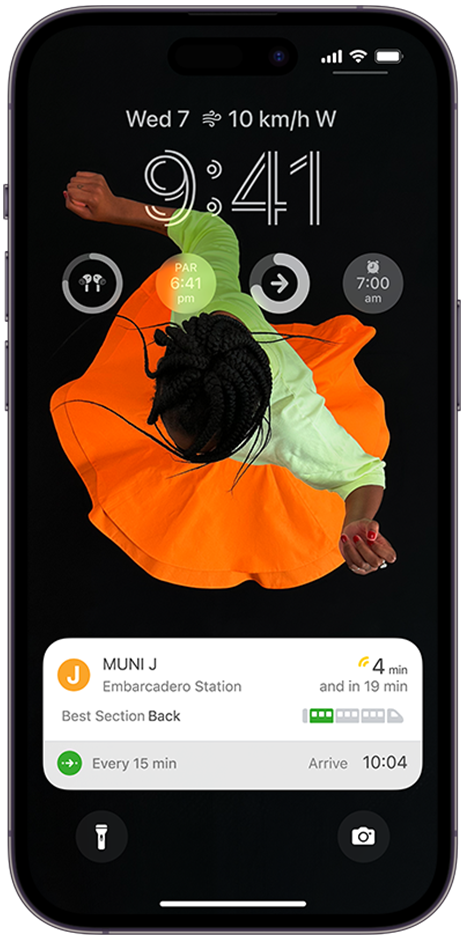 Wed 7 10 km/h W
9:41
PAR
6:41
pm
7:00
am
J
MUNI J
4 min
Embarcadero Station
and in 19 min
Best Section Back
Every 15 min
Arrive 10:04